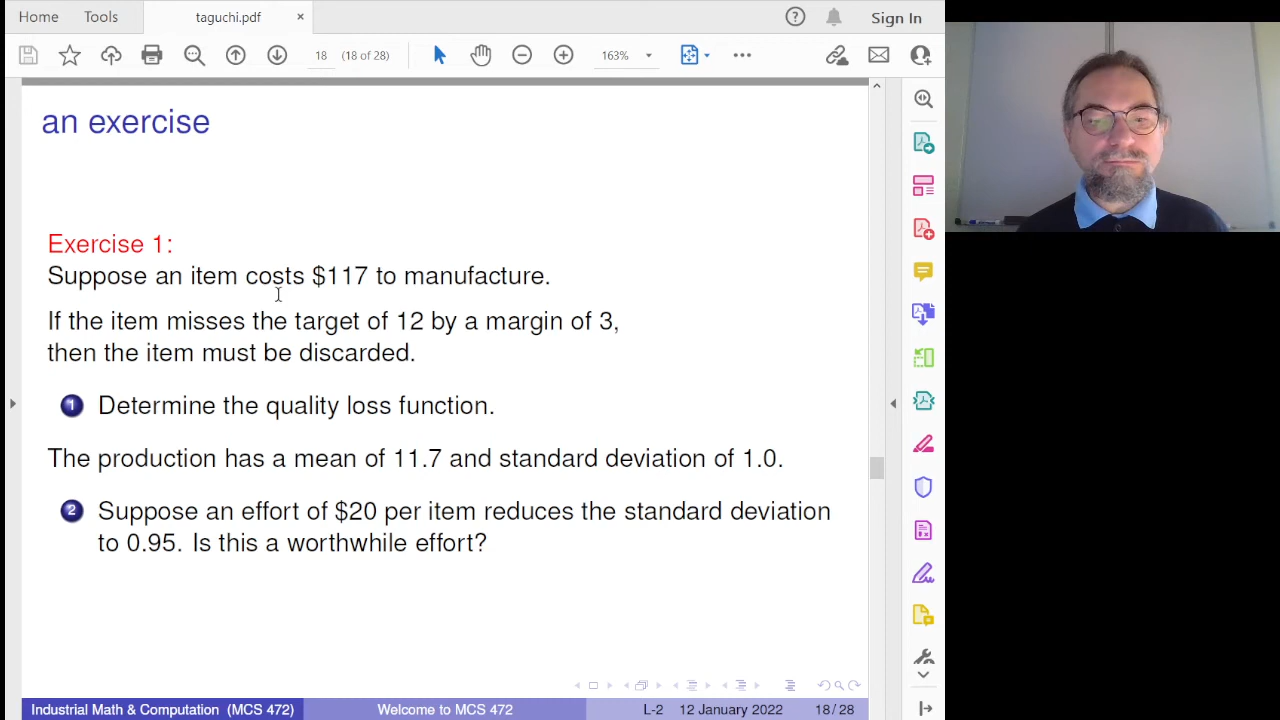 Home Tools taguchi.pdf × Sign In
18 (18 of 28) 163%
an exercise
Exercise 1:
Suppose an item costs $117 to manufacture.
If the item misses the target of 12 by a margin of 3,
then the item must be discarded.
1 Determine the quality loss function.
The production has a mean of 11.7 and standard deviation of 1.0.
2 Suppose an effort of $20 per item reduces the standard deviation
to 0.95. Is this a worthwhile effort?
Industrial Math & Computation (MCS 472) Welcome to MCS 472 L-2 12 January 2022 18 / 28